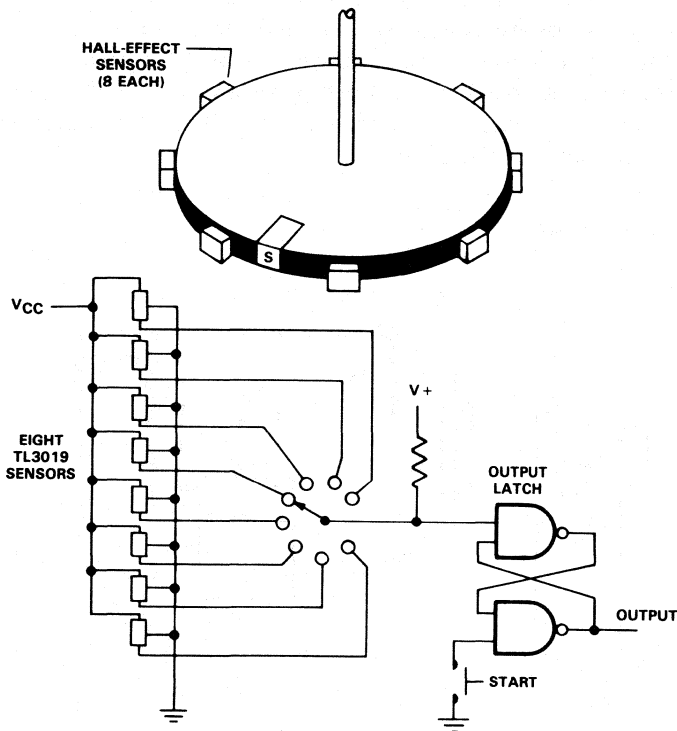 HALL-EFFECT
SENSORS
(8 EACH)
S
VCC
V+
EIGHT
TL3019
SENSORS
OUTPUT
LATCH
OUTPUT
START